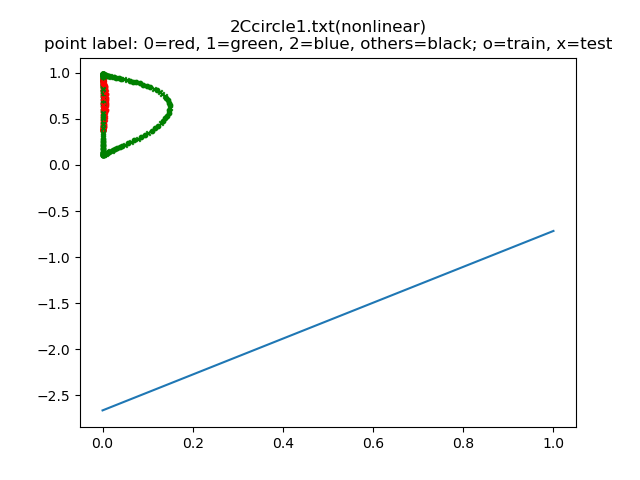 2Ccircle1.txt(nonlinear)
point label: 0=red, 1=green, 2=blue, others=black; o=train, x=test
1.0
0.5
0.0
−0.5
−1.0
−1.5
−2.0
−2.5
0.0 0.2 0.4 0.6 0.8 1.0